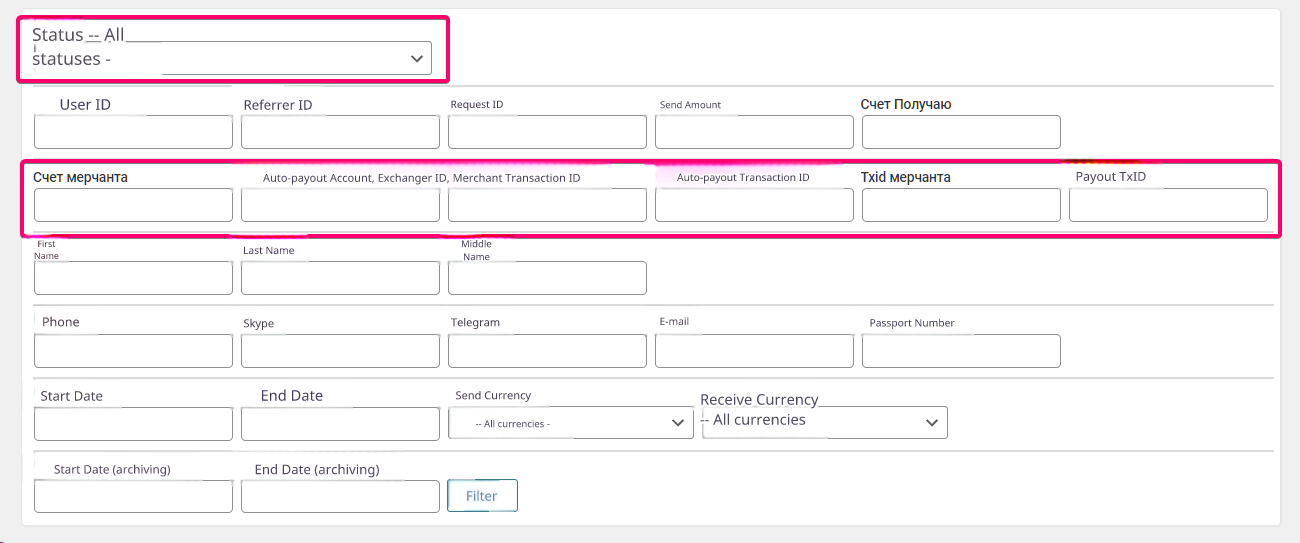 Status -- All
statuses -
User ID
Referrer ID
Request ID
Send Amount
Счет Получаю
Счет мерчанта
Auto-payout Account, Exchanger ID, Merchant Transaction ID
Auto-payout Transaction ID
Txid мерчанта
Payout TxID
First
Name
Last Name
Middle
Name
Phone
Skype
Telegram
E-mail
Passport Number
Start Date
End Date
Send Currency
-- All currencies -
Receive Currency
-- All currencies
Start Date (archiving)
End Date (archiving)
Filter